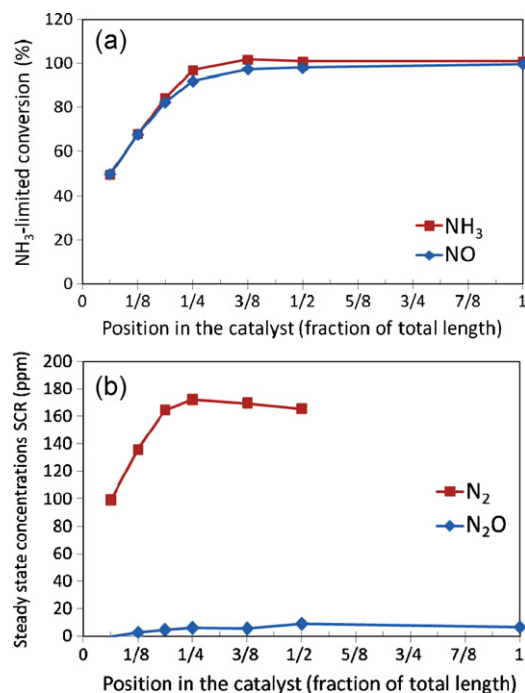 (a)
NH3-limited conversion (%)
120
100
80
60
40
20
0
NH3
NO
0 1/8 1/4 3/8 1/2 5/8 3/4 7/8 1
Position in the catalyst (fraction of total length)
(b)
Steady state concentrations SCR (ppm)
200
180
160
140
120
100
80
60
40
20
0
N2
N2O
0 1/8 1/4 3/8 1/2 5/8 3/4 7/8 1
Position in the catalyst (fraction of total length)